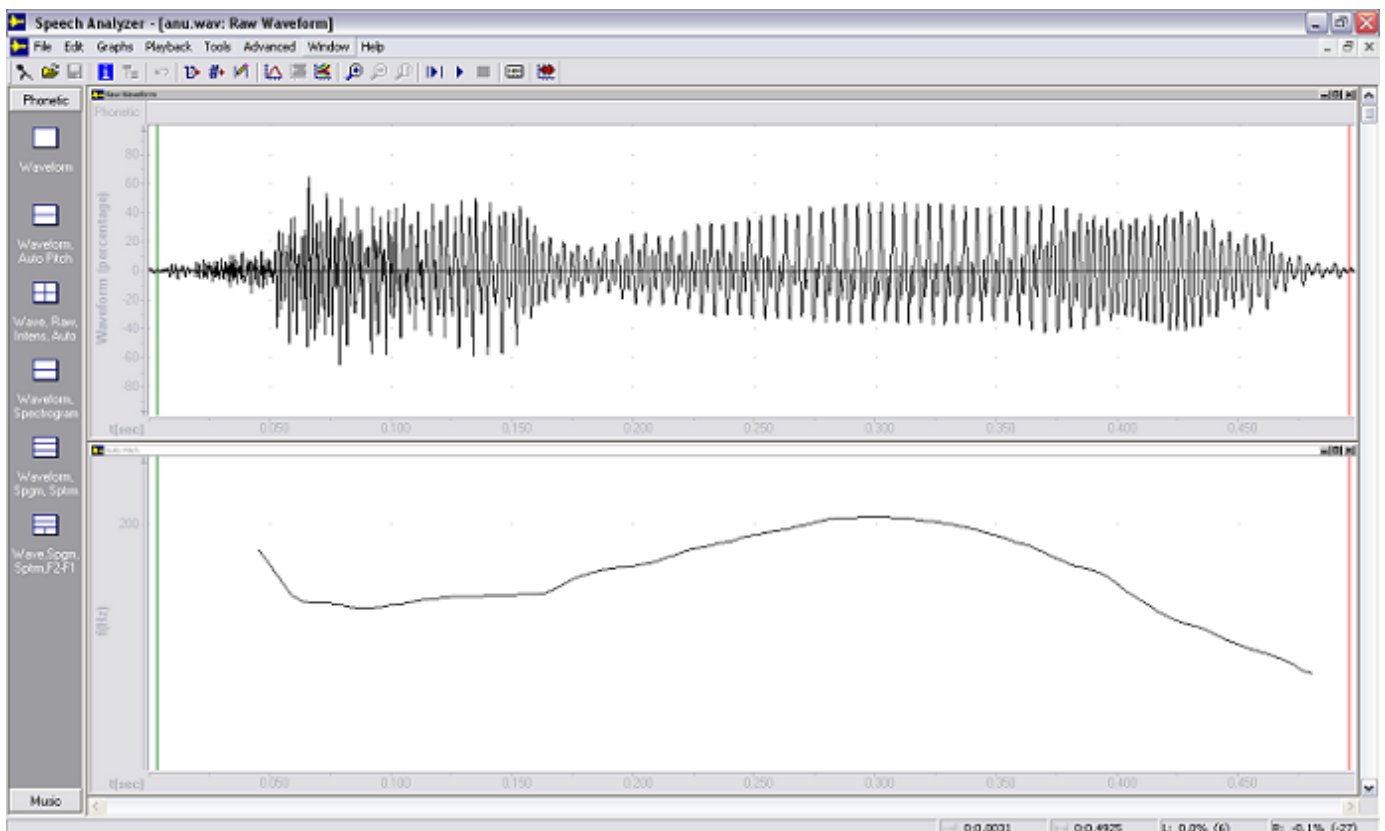 Speech Analyzer - [anu.wav: Raw Waveform]
File Edit Graphs Playback Tools Advanced Window Help
Phonetic
Waveform
Waveform,
Auto Pitch
Wave, Raw,
Intens, Auto
Waveform,
Spectrogram
Waveform,
Spgm, Sptrm
Wave,Spgm,
Sptrm,F2-F1
Music
Raw Waveform
Phonetic
Waveform (percentage)
80
60
40
20
0
-20
-40
-60
-80
t[sec] 0.050 0.100 0.150 0.200 0.250 0.300 0.350 0.400 0.450
200
f(Hz)
t[sec] 0.050 0.100 0.150 0.200 0.250 0.300 0.350 0.400 0.450
0:0.0031 0:0.4925 L: 0.0% (6) R: -0.1% (-27)